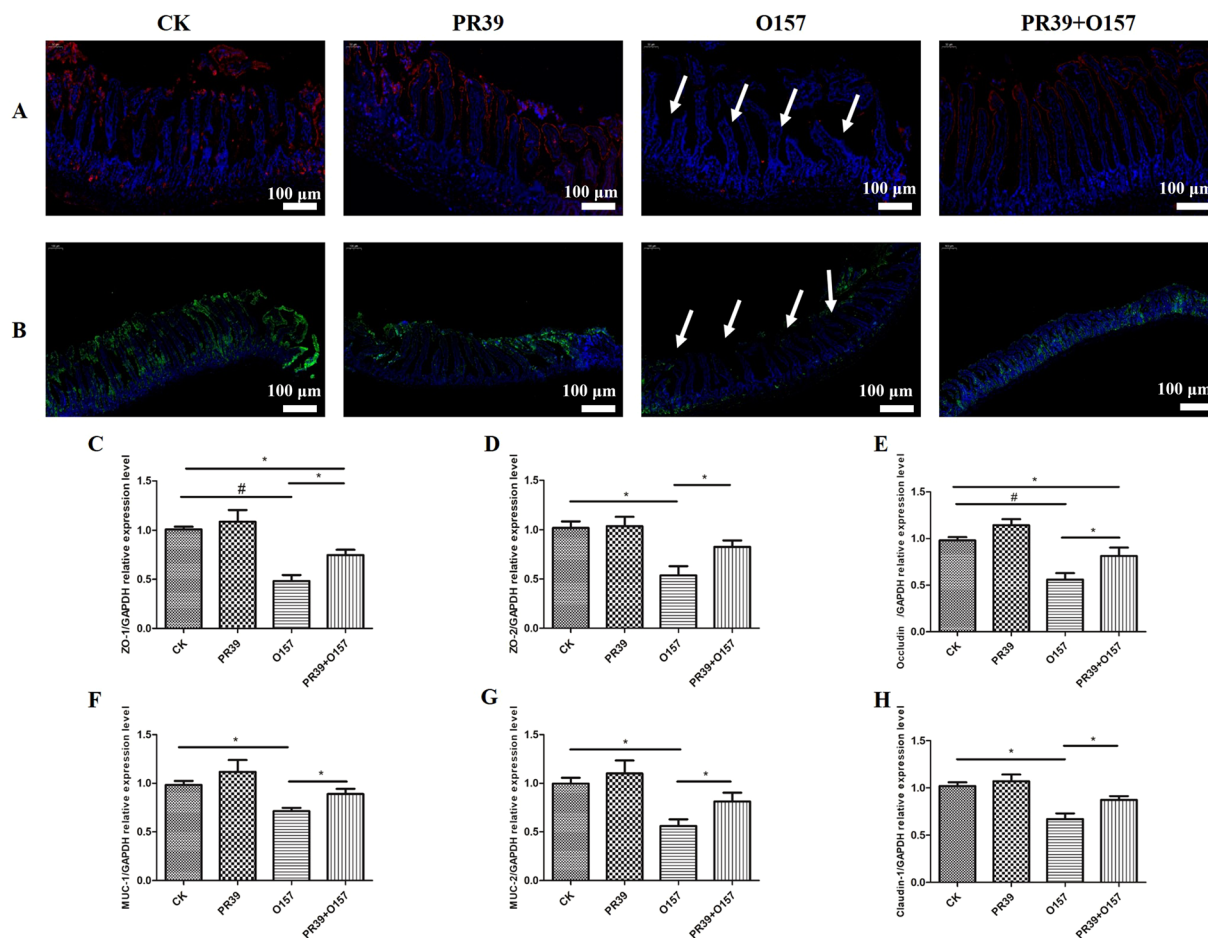 CK PR39 O157 PR39+O157
A
100 µm 100 µm 100 µm 100 µm
B
100 µm 100 µm 100 µm 100 µm
C
ZO-1/GAPDH relative expression level
1.5
1.0
0.5
0.0
*
#
*
CK PR39 O157 PR39+O157
D
ZO-2/GAPDH relative expression level
1.5
1.0
0.5
0.0
*
*
CK PR39 O157 PR39+O157
E
Occludin /GAPDH relative expression level
1.5
1.0
0.5
0.0
*
#
*
CK PR39 O157 PR39+O157
F
MUC-1/GAPDH relative expression level
1.5
1.0
0.5
0.0
*
*
CK PR39 O157 PR39+O157
G
MUC-2/GAPDH relative expression level
1.5
1.0
0.5
0.0
*
*
CK PR39 O157 PR39+O157
H
Claudin-1/GAPDH relative expression level
1.5
1.0
0.5
0.0
*
*
CK PR39 O157 PR39+O157